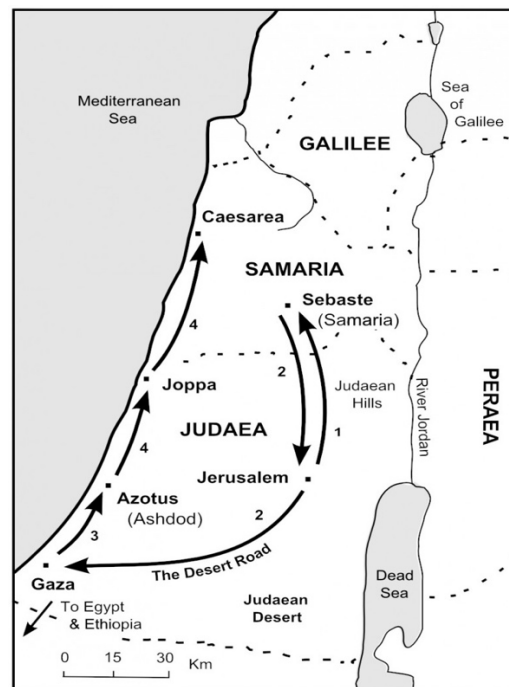 Mediterranean
Sea
Sea
of
Galilee
GALILEE
Caesarea
SAMARIA
Sebaste
(Samaria)
4
2
Joppa
Judaean
Hills
1
River Jordan
PERAEA
JUDAEA
4
Jerusalem
Azotus
(Ashdod)
2
3
The Desert Road
Gaza
Dead
Sea
To Egypt
& Ethiopia
Judaean
Desert
0 15 30
Km